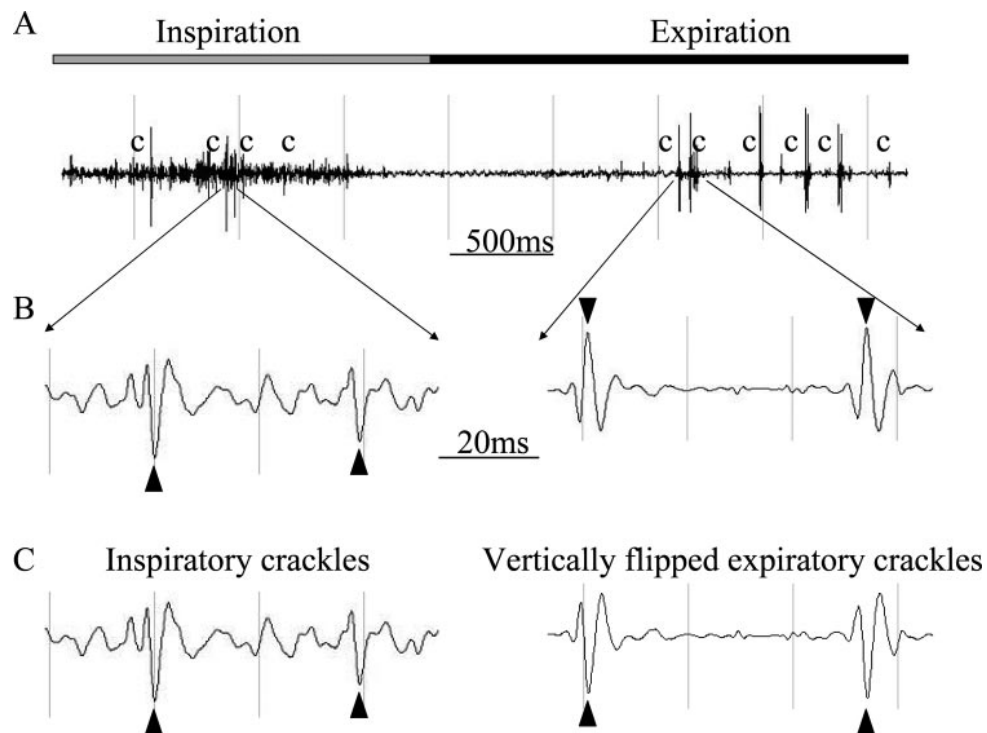 A
Inspiration Expiration
c c c c c c c c c c
500ms
B
20ms
C
Inspiratory crackles Vertically flipped expiratory crackles